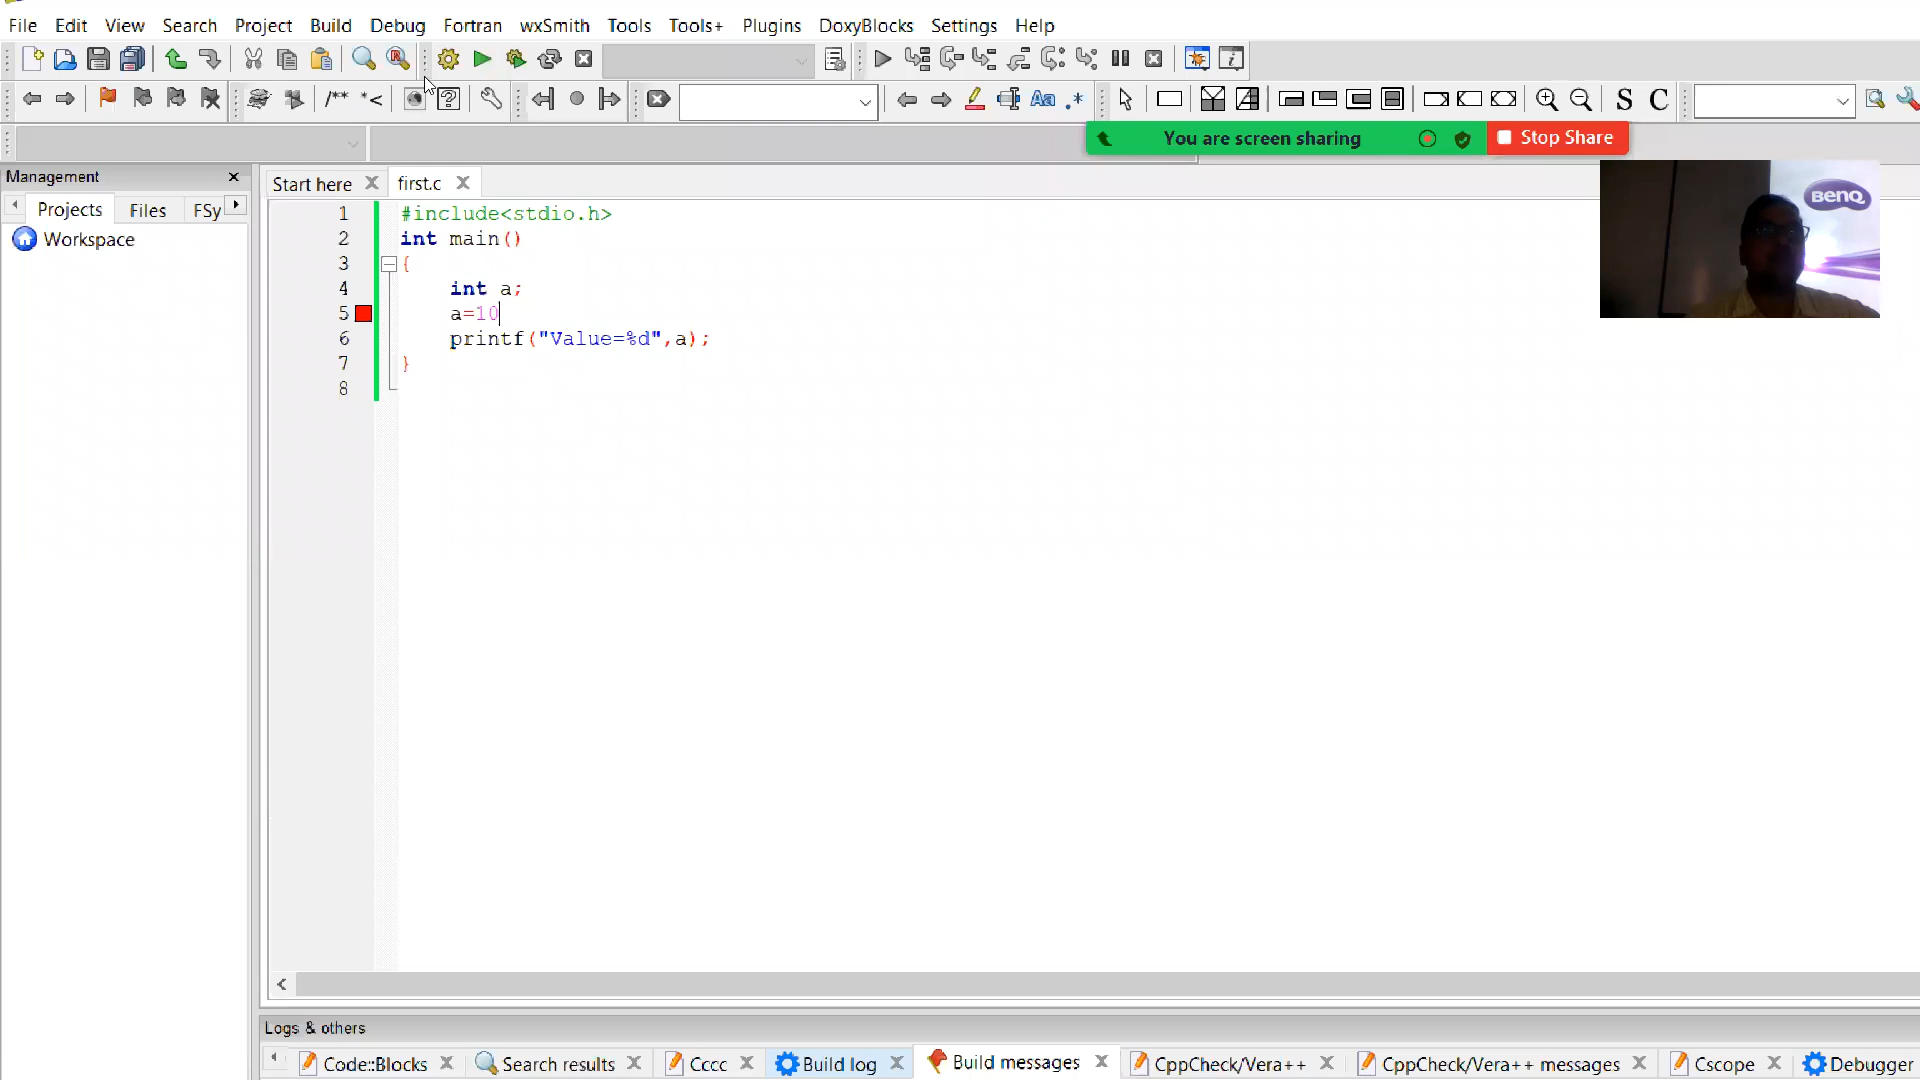 File Edit View Search Project Build Debug Fortran wxSmith Tools Tools+ Plugins DoxyBlocks Settings Help
/** *< Aa .* S C
You are screen sharing Stop Share
Management
Start here first.c
BenQ
Projects Files FSy
Workspace
1 #include<stdio.h>
2 int main()
3 {
4 int a;
5 a=10
6 printf("Value=%d",a);
7 }
8
Logs & others
Code::Blocks Search results Cccc Build log Build messages CppCheck/Vera++ CppCheck/Vera++ messages Cscope Debugger